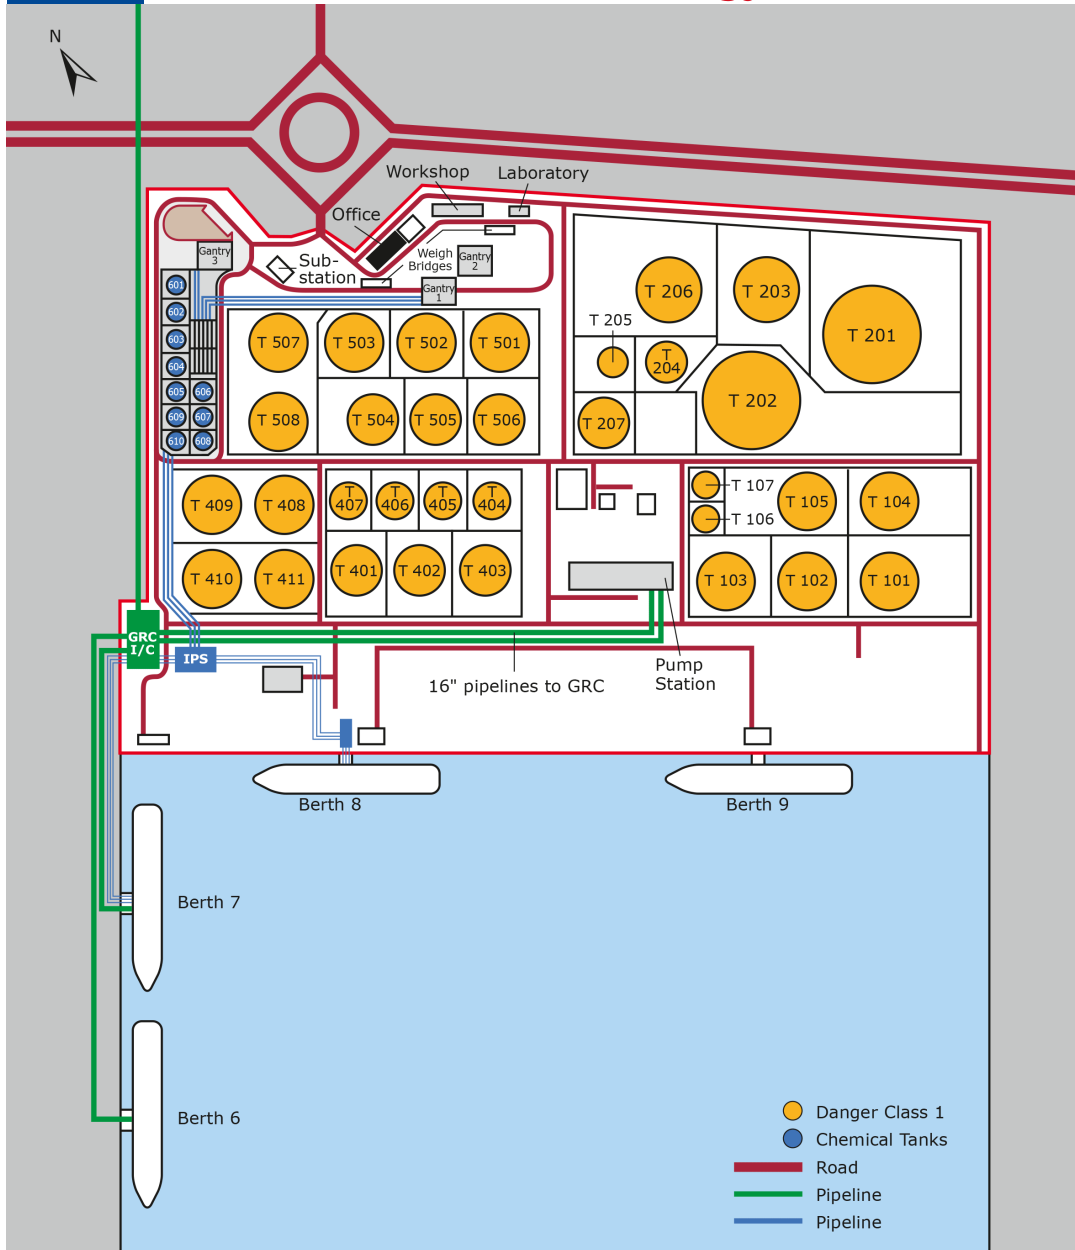 N
Workshop
Laboratory
Office
Weigh
Bridges
Gantry
3
Sub-
station
Gantry
2
Gantry
1
601
602
603
604
605
606
609
607
610
608
T 507
T 503
T 502
T 501
T 508
T 504
T 505
T 506
T 206
T 203
T 201
T 205
T
204
T 202
T 207
T 409
T 408
T
407
T
406
T
405
T
404
T 107
T 106
T 105
T 104
T 410
T 411
T 401
T 402
T 403
T 103
T 102
T 101
GRC
I/C
IPS
16" pipelines to GRC
Pump
Station
Berth 8
Berth 9
Berth 7
Berth 6
Danger Class 1
Chemical Tanks
Road
Pipeline
Pipeline